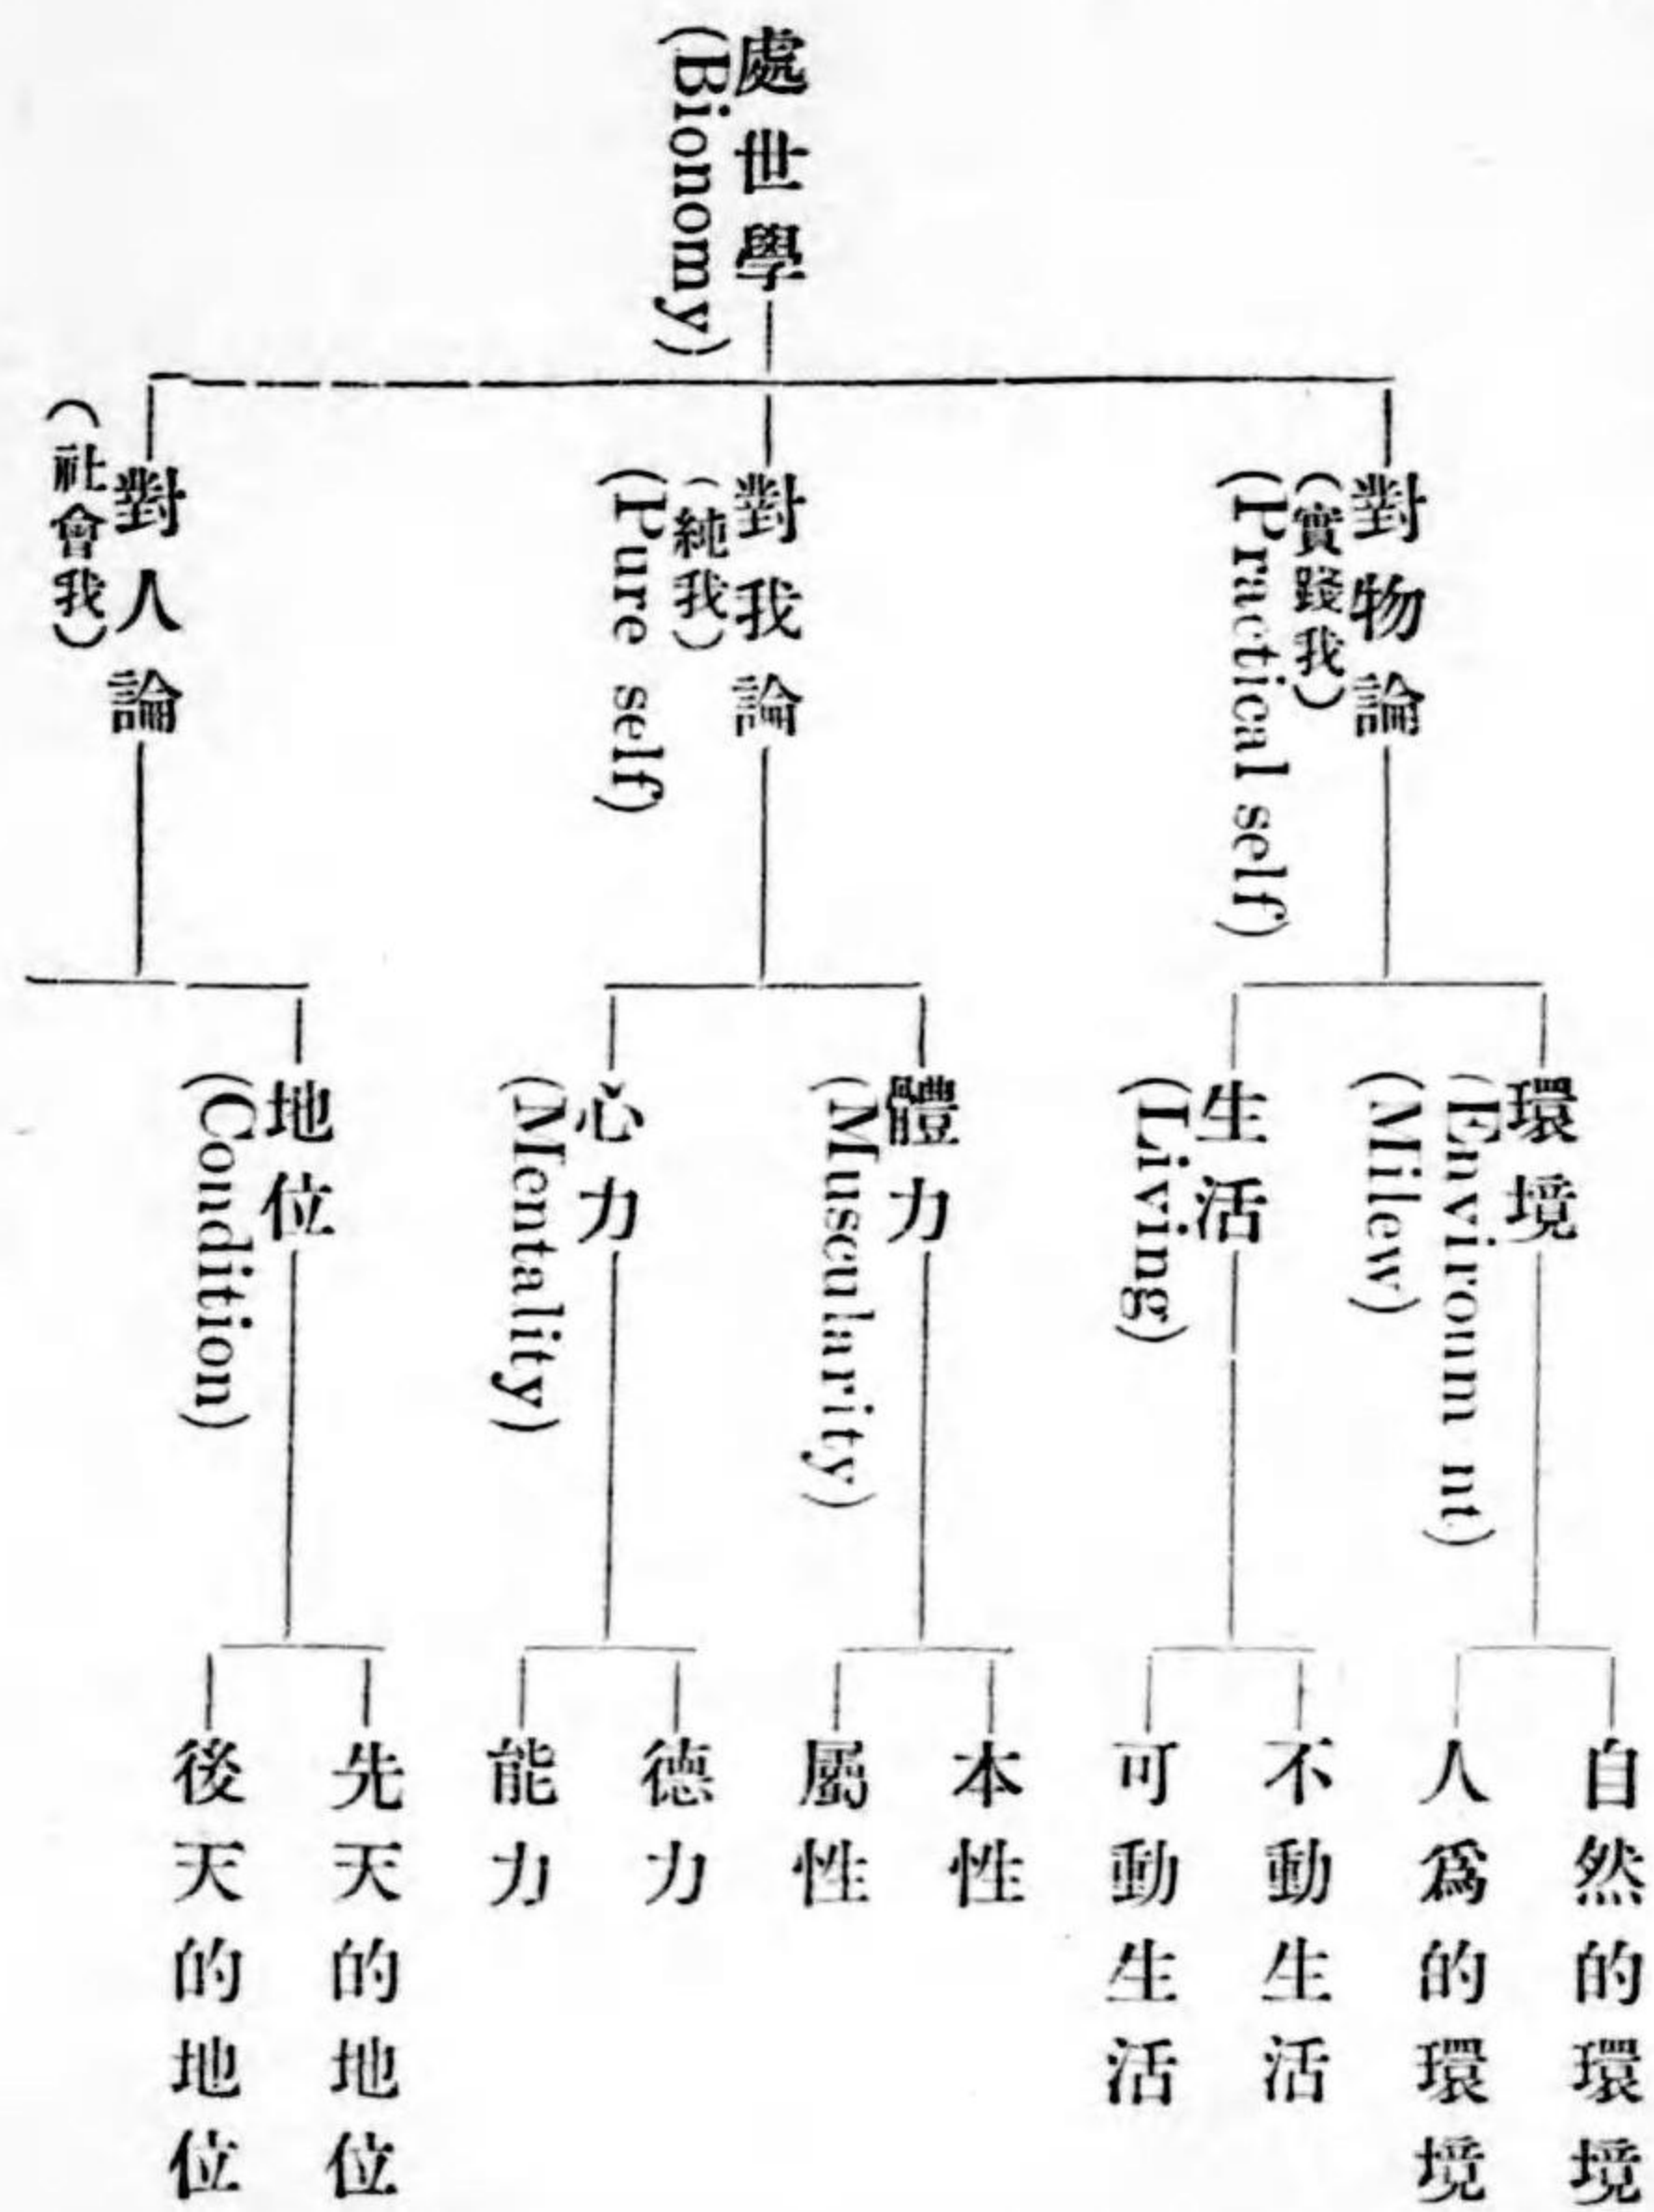 處世學
(Bionomy)
對物論
(實踐我)
(Practical self)
對我論
(純我)
(Pure self)
對人論
(社會我)
環境
(Environm nt)
(Milew)
生活
(Living)
體力
(Muscularity)
心力
(Mentality)
地位
(Condition)
自然的環境
人爲的環境
不動生活
可動生活
本性
屬性
德力
能力
先天的地位
後天的地位